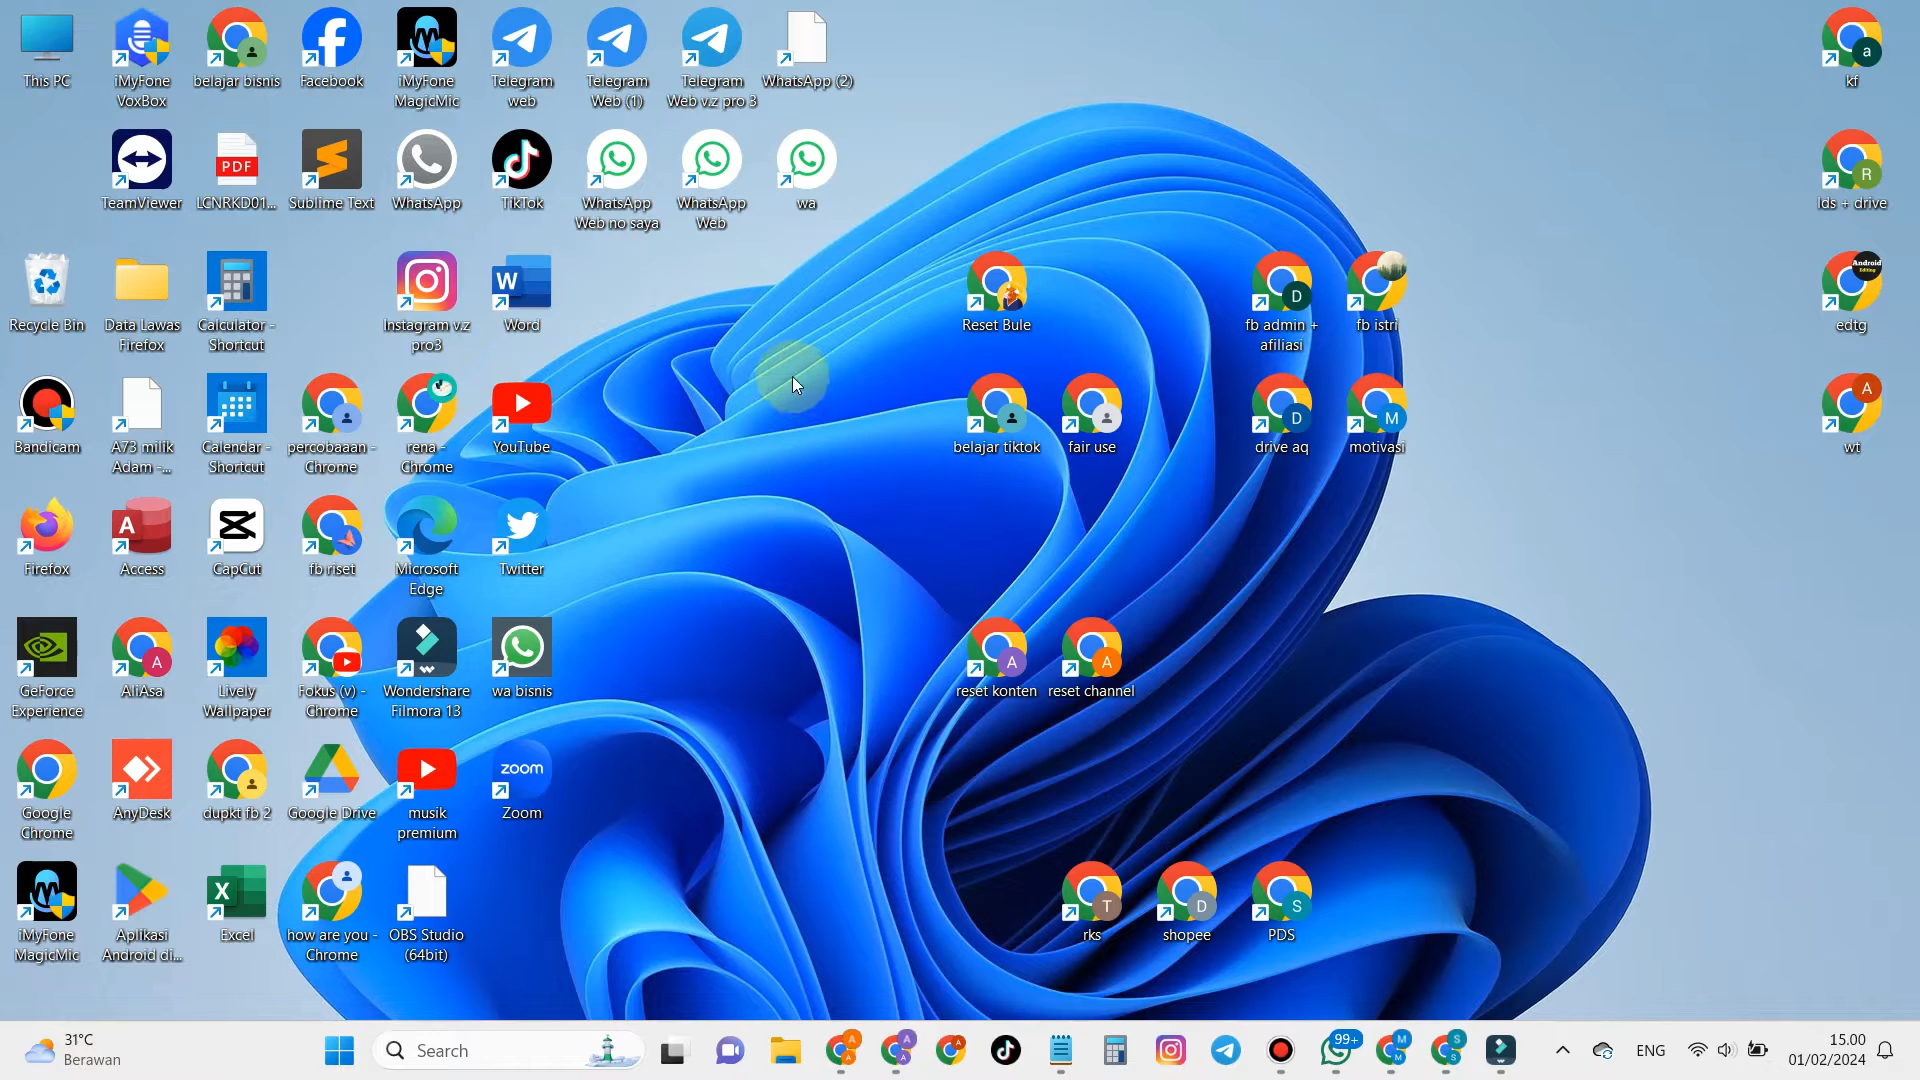 This PC
iMyFone
VoxBox
belajar bisnis
Facebook
iMyFone
MagicMic
Telegram
web
Telegram
Web (1)
Telegram
Web v.z pro 3
WhatsApp (2)
a
kf
TeamViewer
PDF
LCNRKD01...
Sublime Text
WhatsApp
TikTok
WhatsApp
Web no saya
WhatsApp
Web
wa
R
lds + drive
Recycle Bin
Data Lawas
Firefox
Calculator -
Shortcut
Instagram v.z
pro3
W
Word
Reset Bule
D
fb admin +
afiliasi
fb istri
Android
Editing
edtg
Bandicam
A73 milik
Adam -...
Calendar -
Shortcut
percobaaan -
Chrome
rena -
Chrome
YouTube
belajar tiktok
fair use
D
drive aq
M
motivasi
A
wt
Firefox
A
Access
CapCut
fb riset
Microsoft
Edge
Twitter
GeForce
Experience
A
AliAsa
Lively
Wallpaper
Fokus (v) -
Chrome
Wondershare
Filmora 13
wa bisnis
A
reset konten
A
reset channel
Google
Chrome
AnyDesk
dupkt fb 2
Google Drive
musik
premium
zoom
Zoom
iMyFone
MagicMic
Aplikasi
Android di...
X
Excel
how are you -
Chrome
OBS Studio
(64bit)
T
rks
D
shopee
S
PDS
31°C
Berawan
Search
A
A
A
A
A
99+
M
M
S
S
ENG
15.00
01/02/2024